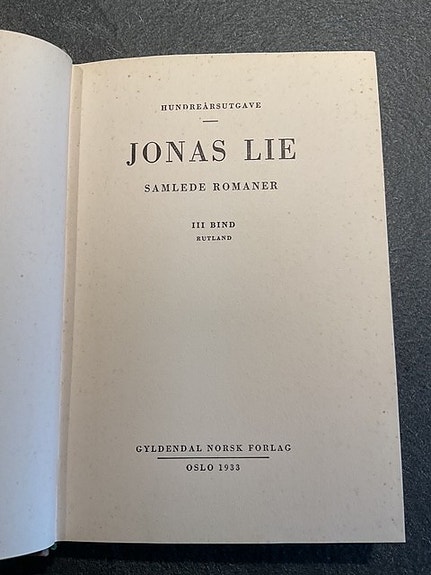 HUNDREÅRSUTGAVE
JONAS LIE
SAMLEDE ROMANER
III BIND
RUTLAND
GYLDENDAL NORSK FORLAG
OSLO 1933